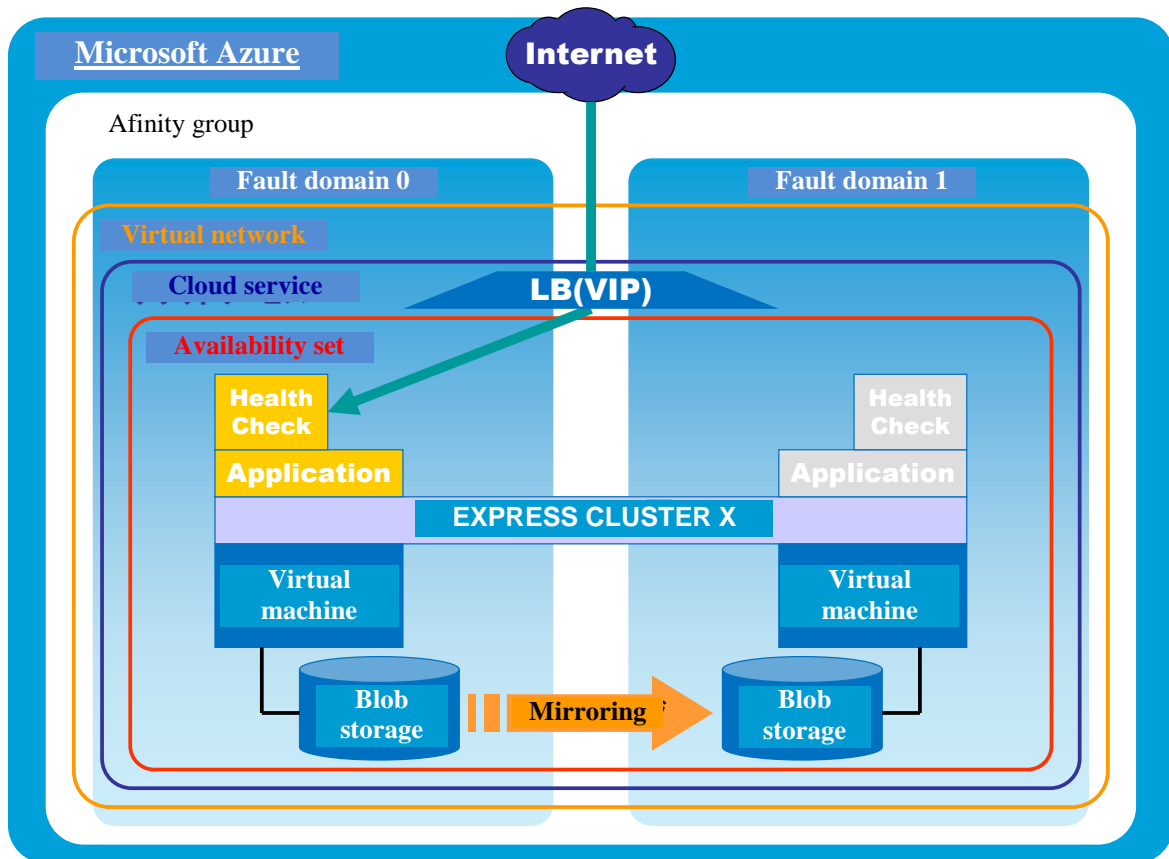 Microsoft Azure
Internet
Afinity group
Fault domain 0
Fault domain 1
Virtual network
Cloud service
LB(VIP)
Availability set
Health
Check
Health
Check
Application
Application
EXPRESS CLUSTER X
Virtual
machine
Virtual
machine
Blob
storage
Mirroring
Blob
storage